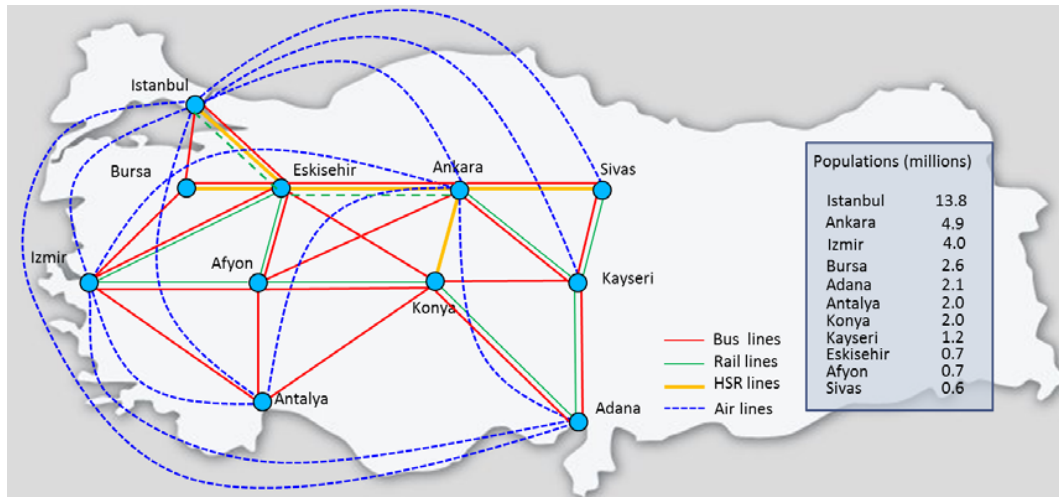 Istanbul
Bursa
Eskisehir
Ankara
Sivas
Izmir
Afyon
Konya
Kayseri
Antalya
Adana
Bus lines
Rail lines
HSR lines
Air lines
Populations (millions)
Istanbul 13.8
Ankara 4.9
Izmir 4.0
Bursa 2.6
Adana 2.1
Antalya 2.0
Konya 2.0
Kayseri 1.2
Eskisehir 0.7
Afyon 0.7
Sivas 0.6